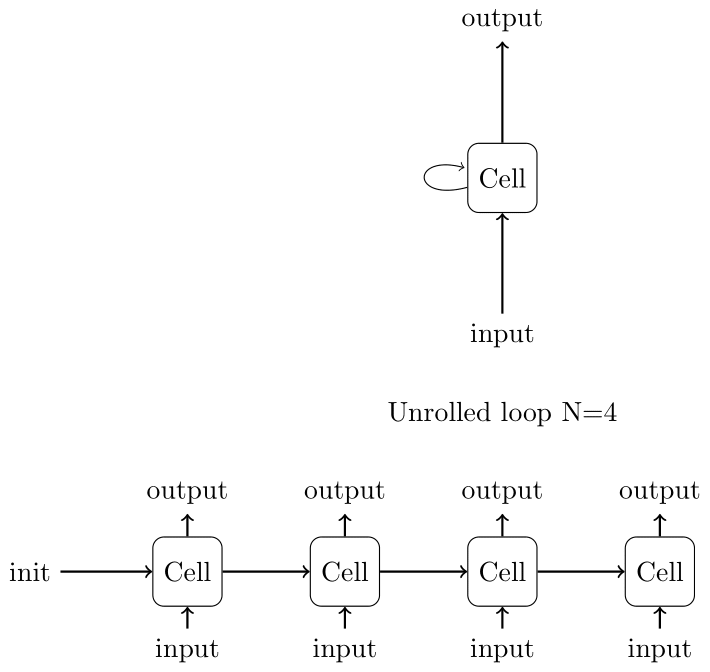 output
Cell
input
Unrolled loop N=4
output output output output
init Cell Cell Cell Cell
input input input input